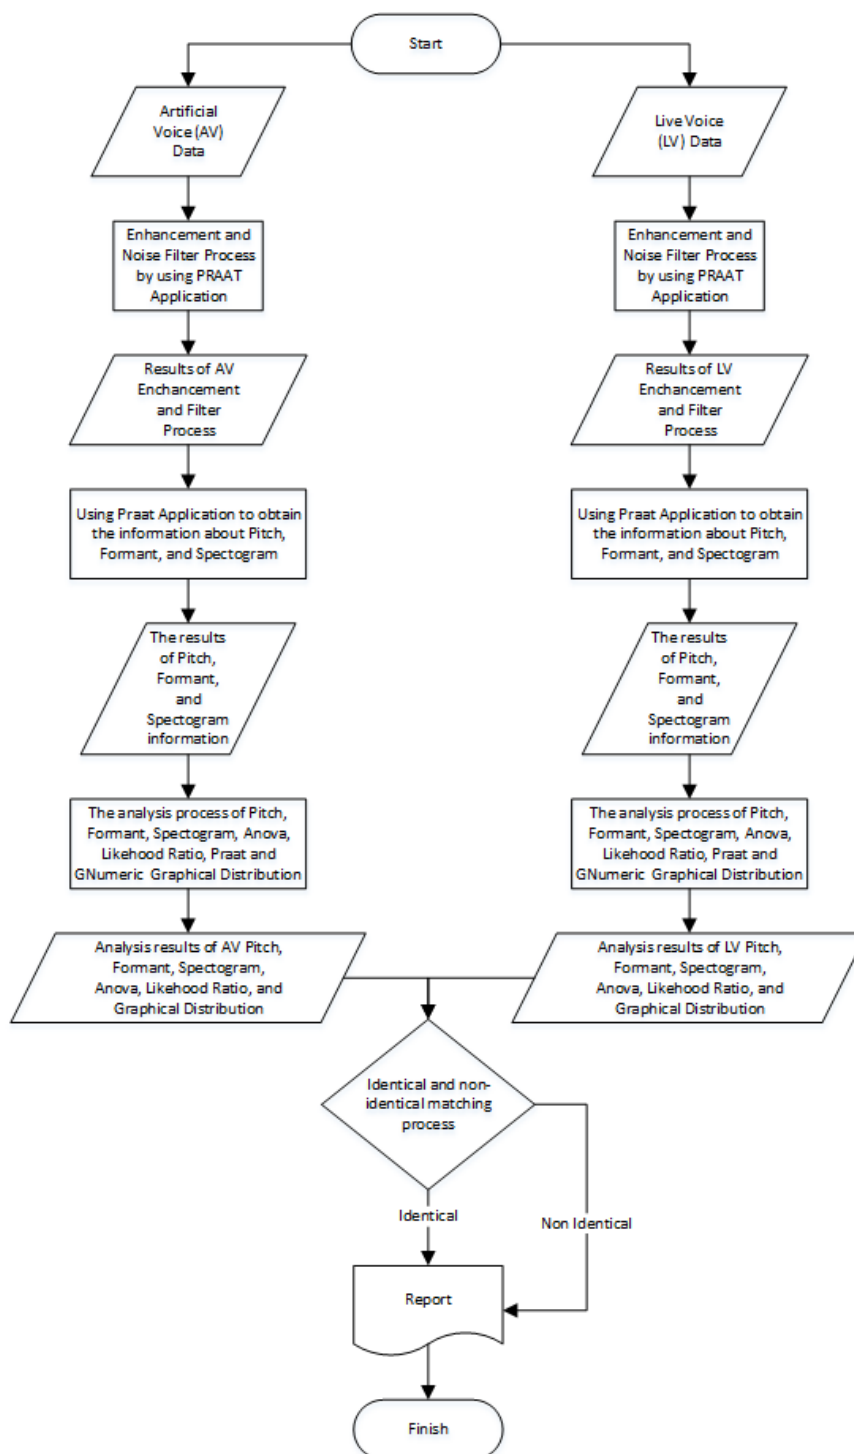 Start
Artificial
Voice (AV)
Data
Live Voice
(LV) Data
Enhancement and
Noise Filter Process
by using PRAAT
Application
Enhancement and
Noise Filter Process
by using PRAAT
Application
Results of AV
Enchancement
and Filter
Process
Results of LV
Enchancement
and Filter
Process
Using Praat Application to obtain
the information about Pitch,
Formant, and Spectogram
Using Praat Application to obtain
the information about Pitch,
Formant, and Spectogram
The results
of Pitch,
Formant,
and
Spectogram
information
The results
of Pitch,
Formant,
and
Spectogram
information
The analysis process of Pitch,
Formant, Spectogram, Anova,
Likehood Ratio, Praat and
GNumeric Graphical Distribution
The analysis process of Pitch,
Formant, Spectogram, Anova,
Likehood Ratio, Praat and
GNumeric Graphical Distribution
Analysis results of AV Pitch,
Formant, Spectogram,
Anova, Likehood Ratio, and
Graphical Distribution
Analysis results of LV Pitch,
Formant, Spectogram,
Anova, Likehood Ratio, and
Graphical Distribution
Identical and non-
identical matching
process
Identical
Non Identical
Report
Finish